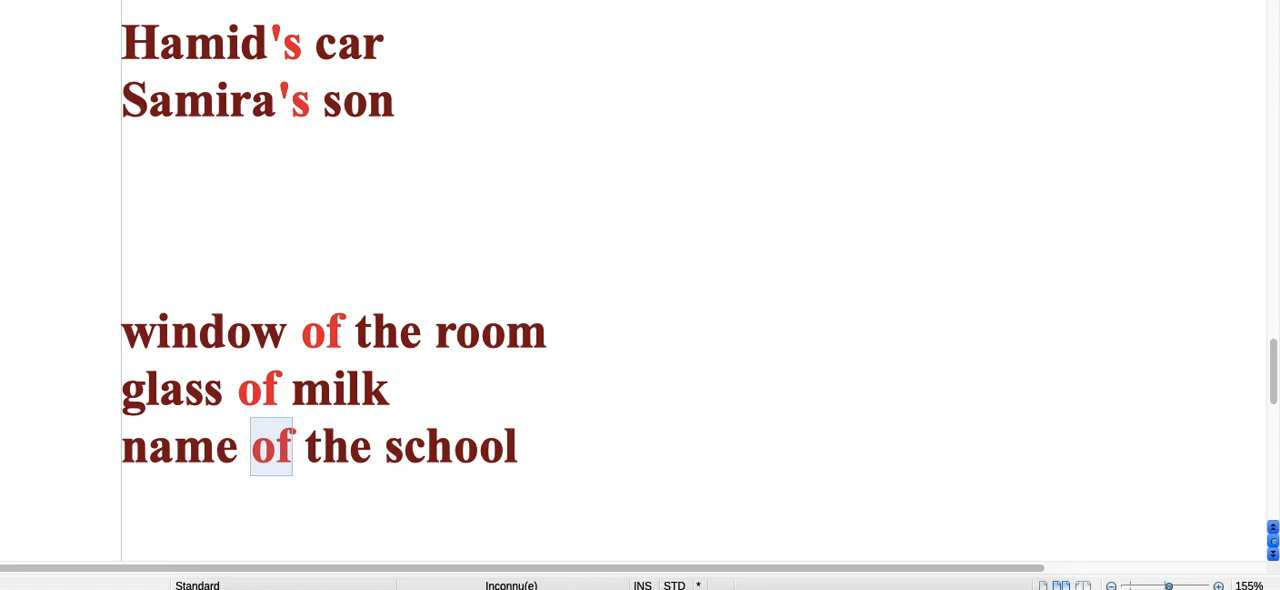 Hamid's car
Samira's son
window of the room
glass of milk
name of the school
Standard Inconnu(e) INS STD * 155%